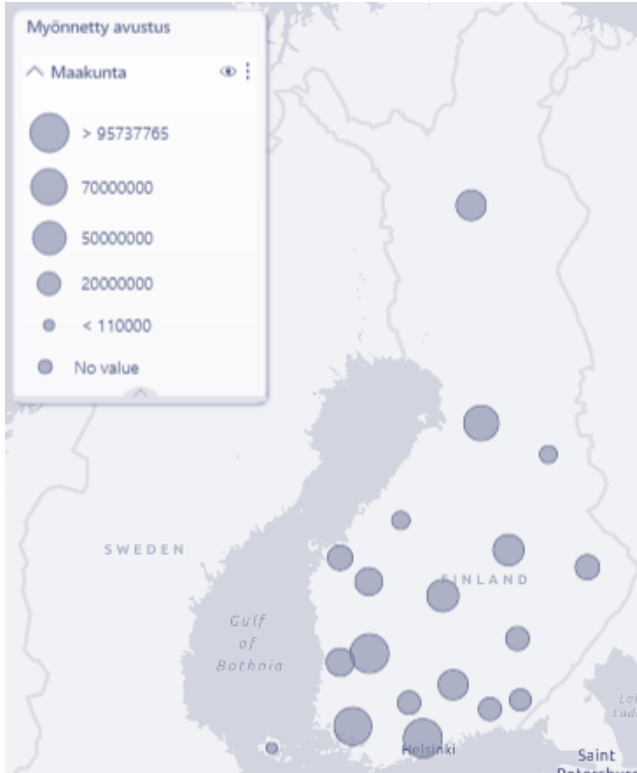 Myönnetty avustus
Maakunta
> 95737765
70000000
50000000
20000000
< 110000
No value
SWEDEN
FINLAND
Gulf
of
Bothnia
Helsinki
Saint